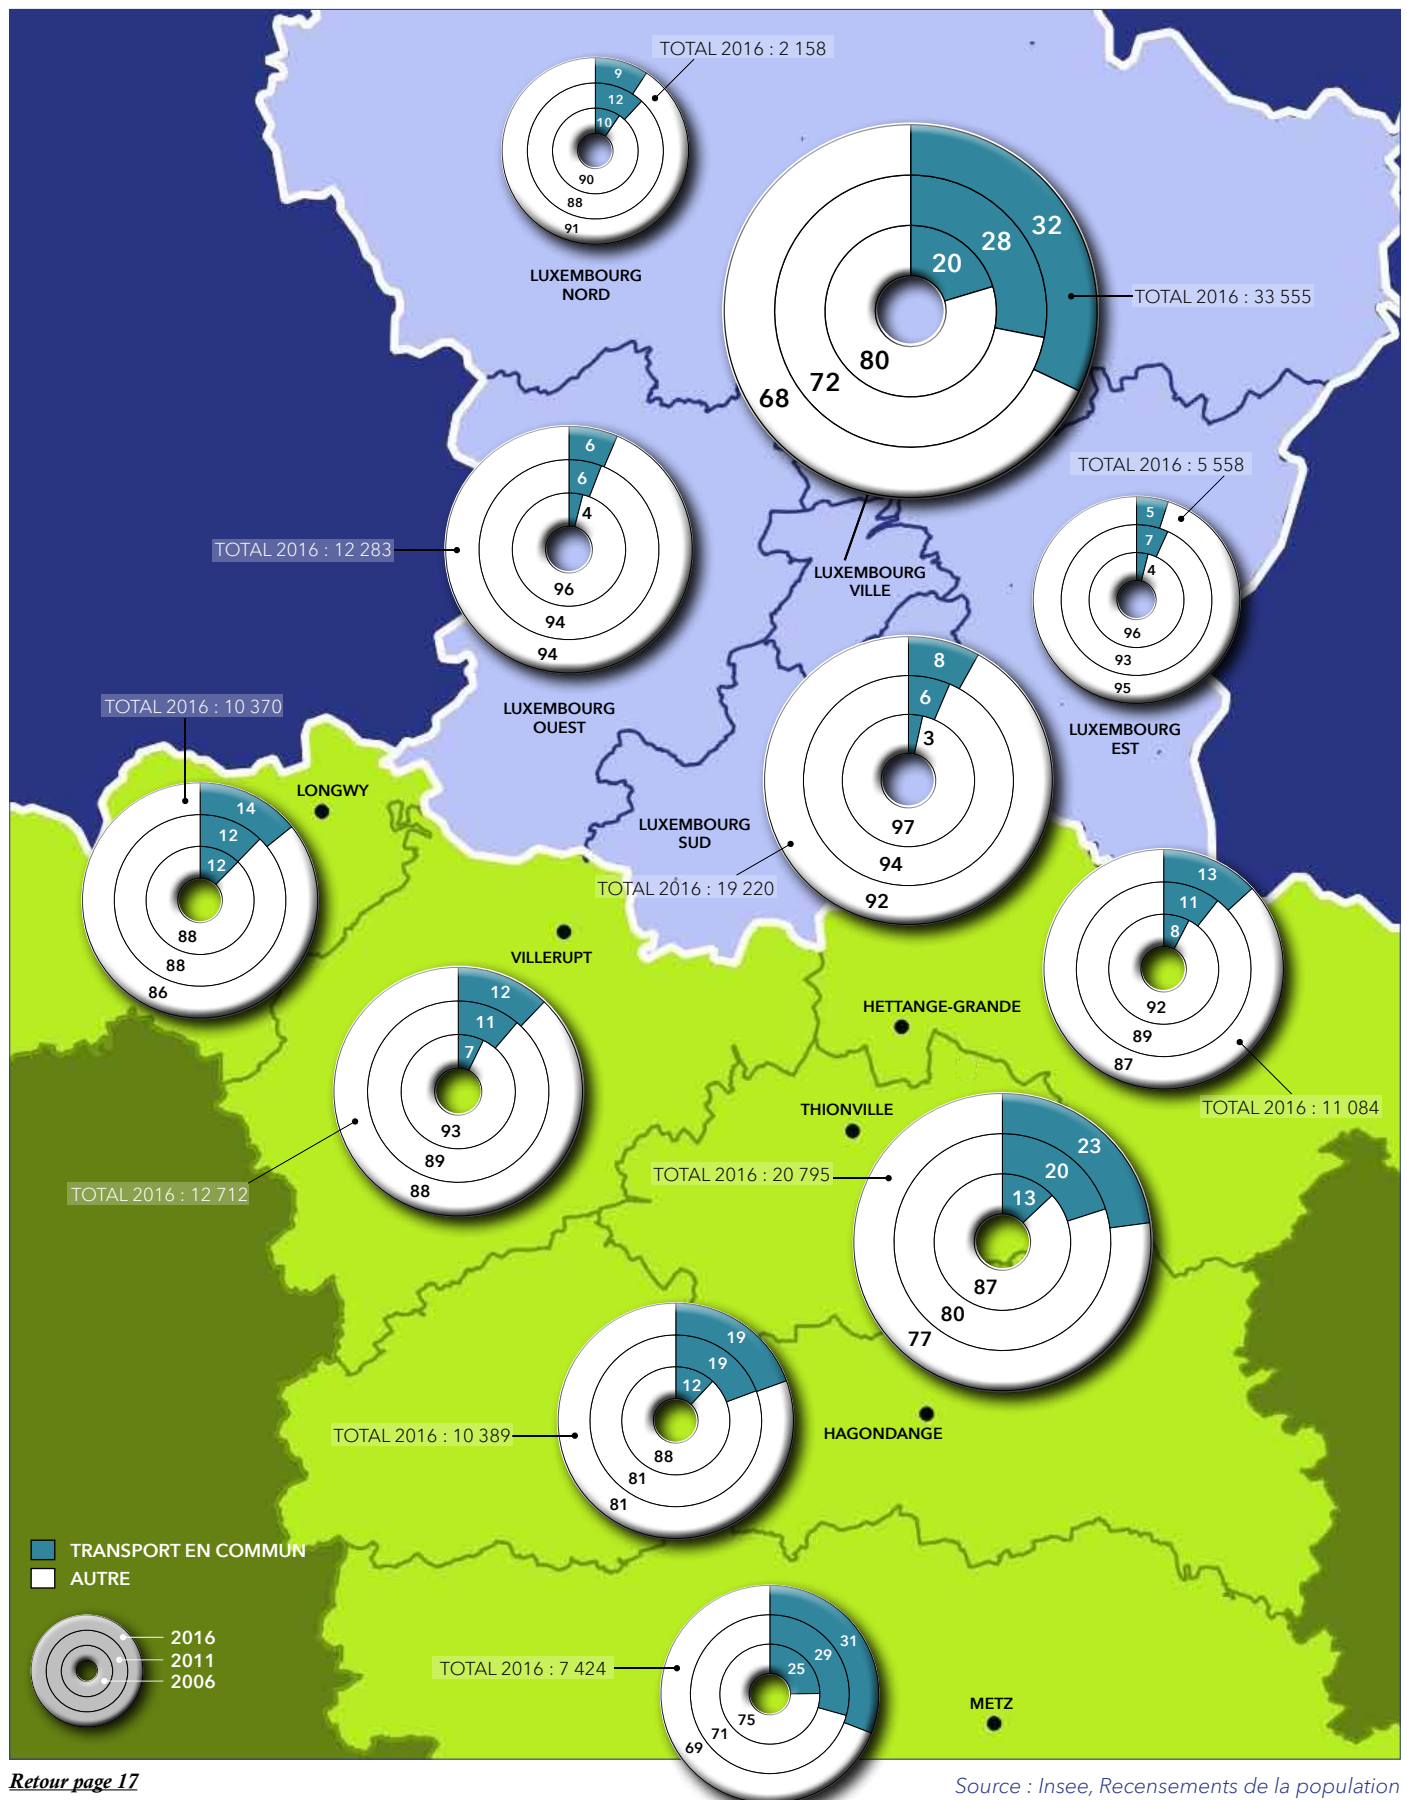 TOTAL 2016 : 2 158
9
12
10
90
88
91
LUXEMBOURG
NORD
32
28
20
TOTAL 2016 : 33 555
80
72
68
LUXEMBOURG
VILLE
6
6
4
TOTAL 2016 : 12 283
96
94
94
LUXEMBOURG
OUEST
TOTAL 2016 : 5 558
5
7
4
96
93
95
LUXEMBOURG
EST
8
6
3
97
94
92
LUXEMBOURG
SUD
TOTAL 2016 : 19 220
TOTAL 2016 : 10 370
LONGWY
14
12
12
88
88
86
VILLERUPT
12
11
7
93
89
88
TOTAL 2016 : 12 712
HETTANGE-GRANDE
13
11
8
92
89
87
TOTAL 2016 : 11 084
THIONVILLE
TOTAL 2016 : 20 795
23
20
13
87
80
77
HAGONDANGE
19
19
12
TOTAL 2016 : 10 389
88
81
81
TRANSPORT EN COMMUN
AUTRE
2016
2011
2006
31
29
25
TOTAL 2016 : 7 424
75
71
69
METZ
Retour page 17
Source : Insee, Recensements de la population